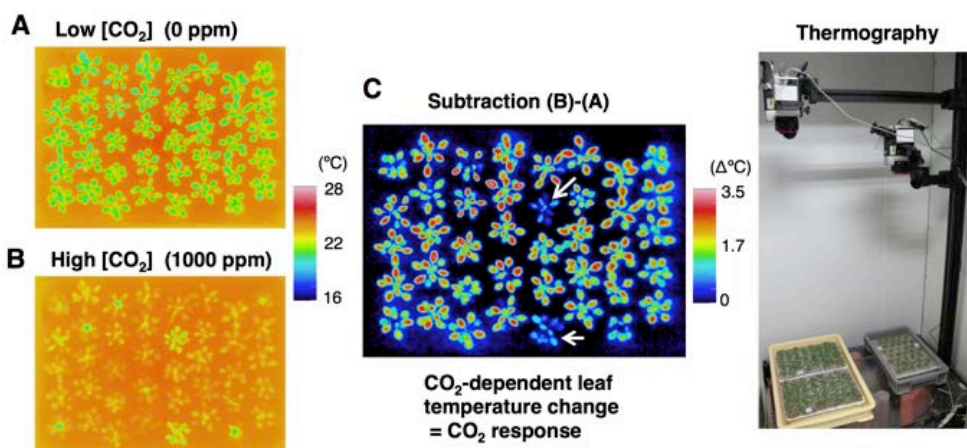 A
Low [CO₂] (0 ppm)
B
High [CO₂] (1000 ppm)
(ºC)
28
22
16
C
Subtraction (B)-(A)
(Δ°C)
3.5
1.7
0
CO₂-dependent leaf
temperature change
= CO₂ response
Thermography